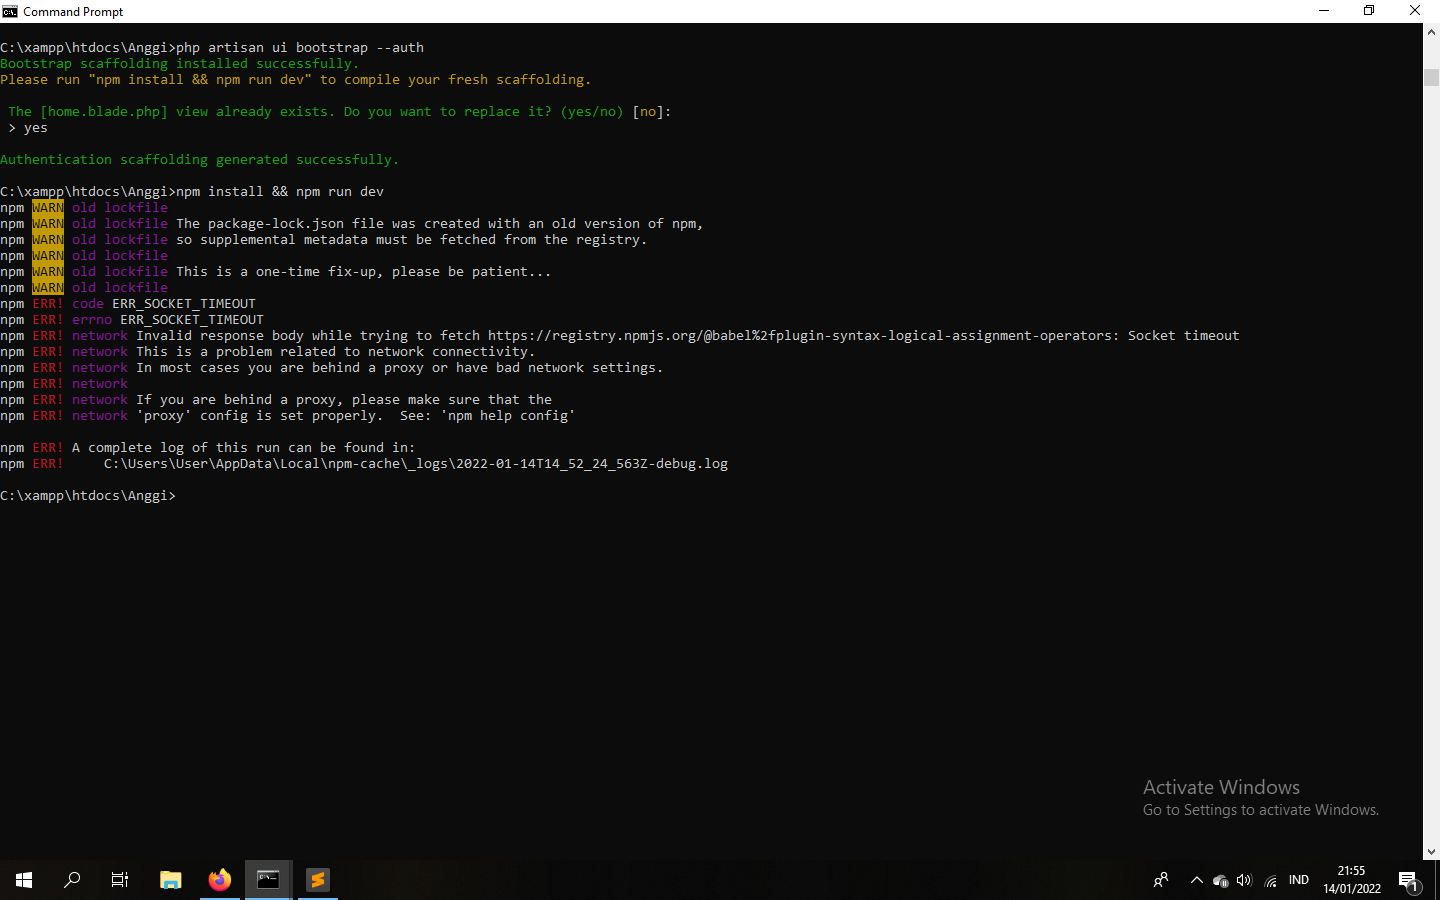 Command Prompt
C:\xampp\htdocs\Anggi>php artisan ui bootstrap --auth
Bootstrap scaffolding installed successfully.
Please run "npm install && npm run dev" to compile your fresh scaffolding.
The [home.blade.php] view already exists. Do you want to replace it? (yes/no) [no]:
> yes
Authentication scaffolding generated successfully.
C:\xampp\htdocs\Anggi>npm install && npm run dev
npm WARN old lockfile
npm WARN old lockfile The package-lock.json file was created with an old version of npm,
npm WARN old lockfile so supplemental metadata must be fetched from the registry.
npm WARN old lockfile
npm WARN old lockfile This is a one-time fix-up, please be patient...
npm WARN old lockfile
npm ERR! code ERR_SOCKET_TIMEOUT
npm ERR! errno ERR_SOCKET_TIMEOUT
npm ERR! network Invalid response body while trying to fetch https://registry.npmjs.org/@babel%2fplugin-syntax-logical-assignment-operators: Socket timeout
npm ERR! network This is a problem related to network connectivity.
npm ERR! network In most cases you are behind a proxy or have bad network settings.
npm ERR! network
npm ERR! network If you are behind a proxy, please make sure that the
npm ERR! network 'proxy' config is set properly.  See: 'npm help config'
npm ERR! A complete log of this run can be found in:
npm ERR!     C:\Users\User\AppData\Local\npm-cache\_logs\2022-01-14T14_52_24_563Z-debug.log
C:\xampp\htdocs\Anggi>
Activate Windows
Go to Settings to activate Windows.
IND
21:55
14/01/2022
1